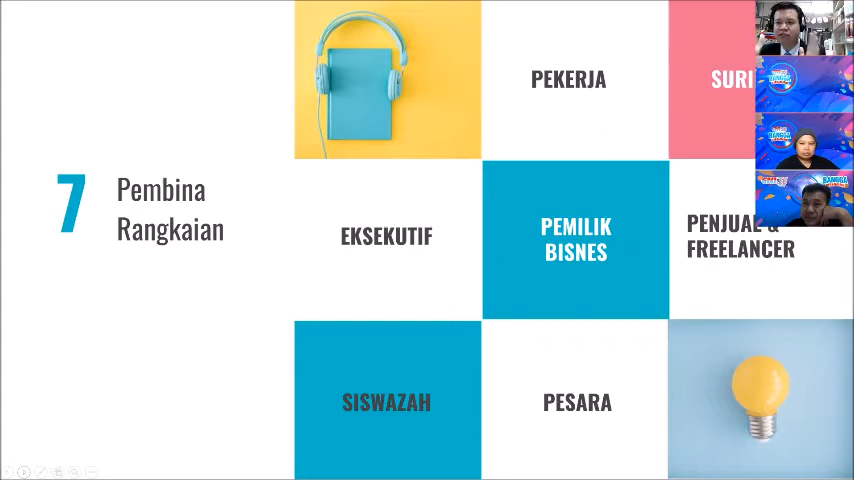 7
Pembina
Rangkaian
PEKERJA
SURI
EKSEKUTIF
PEMILIK
BISNES
PENJUAL &
FREELANCER
SISWAZAH
PESARA